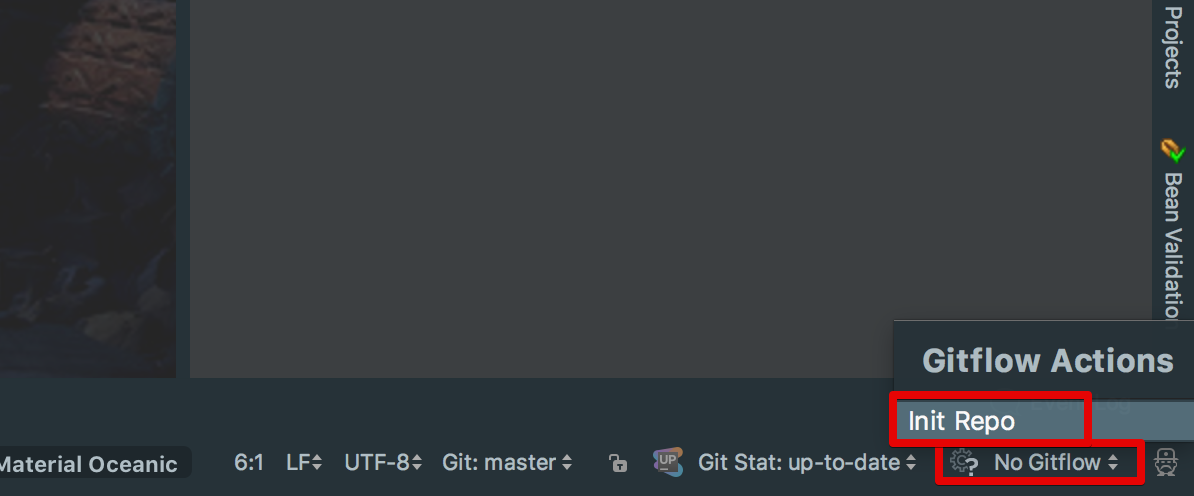 Projects
Bean Validation
Gitflow Actions
Init Repo
Material Oceanic
6:1
LF
UTF-8
Git: master
UP
Git Stat: up-to-date
?
No Gitflow